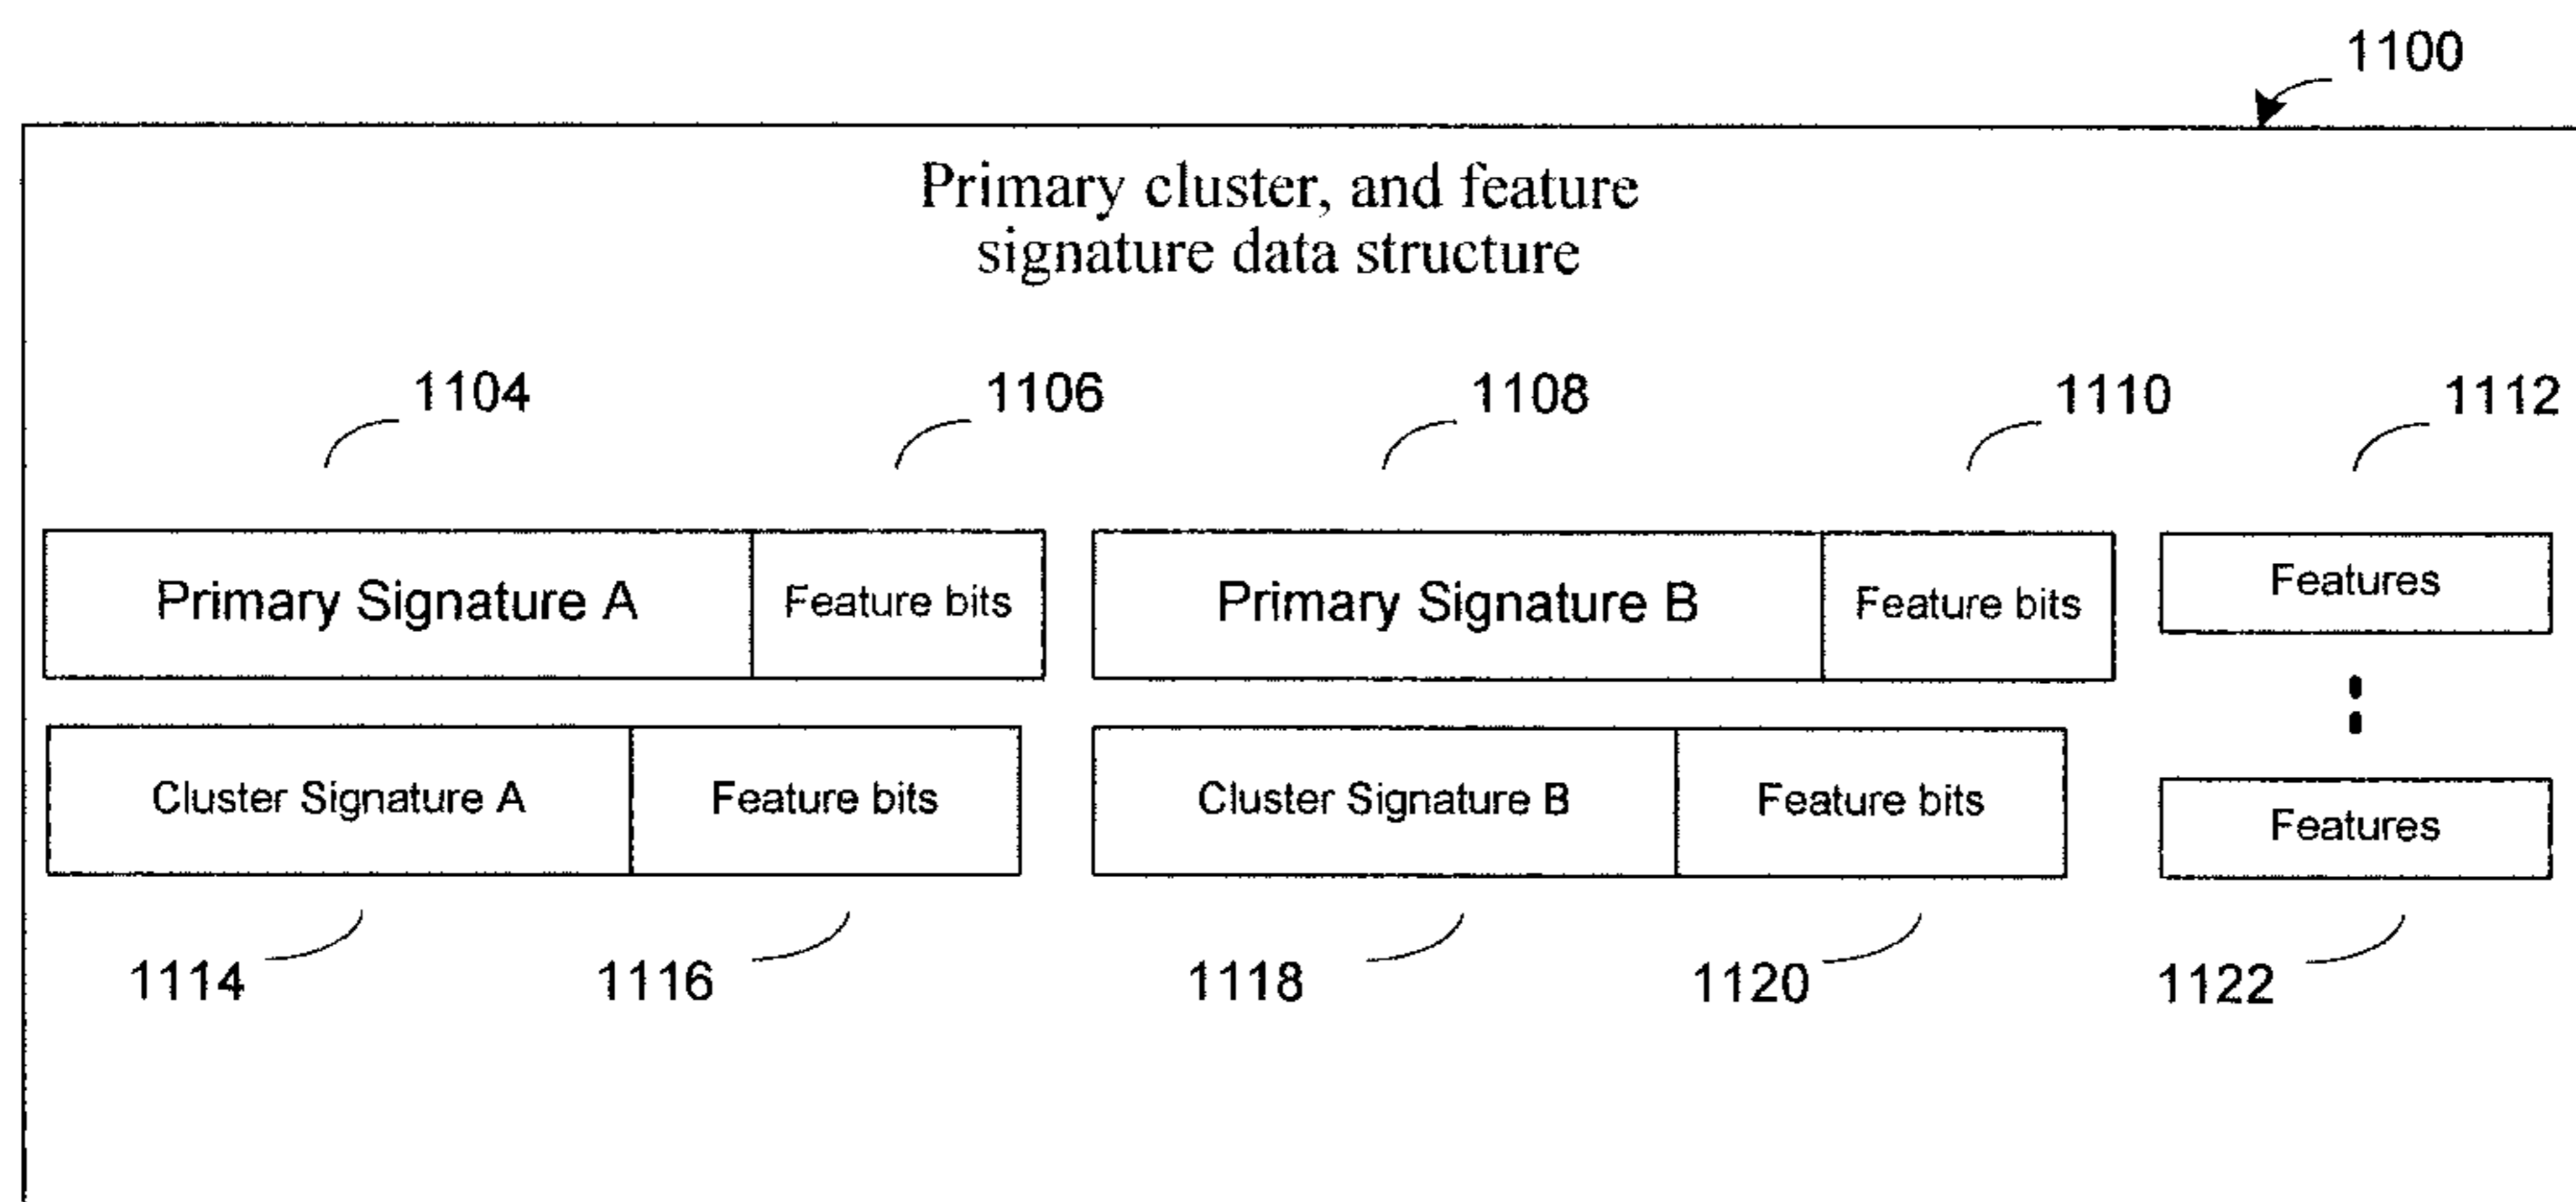 1100
Primary cluster, and feature
signature data structure
1104 1106 1108 1110 1112
Primary Signature A Feature bits Primary Signature B Feature bits Features
Cluster Signature A Feature bits Cluster Signature B Feature bits Features
1114 1116 1118 1120 1122